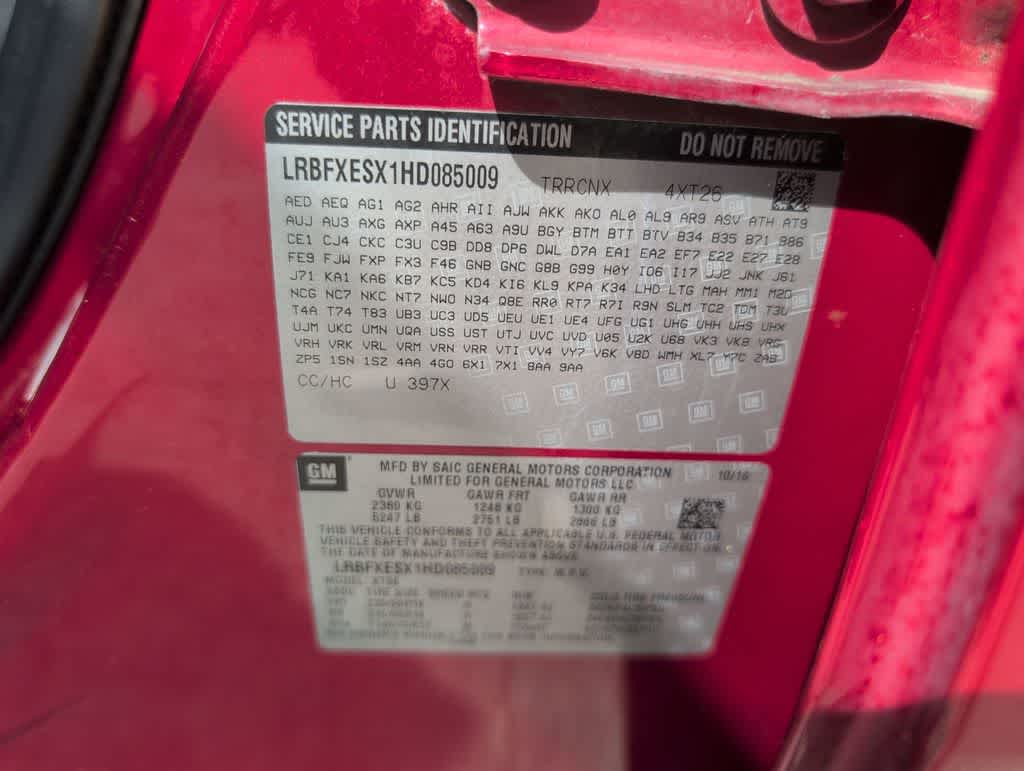 SERVICE PARTS IDENTIFICATION DO NOT REMOVE
LRBFXESX1HD085009 TRRCNX 4XT26
AED AEQ AG1 AG2 AHR AII AJW AKK AKO AL0 AL9 AR9 ASV ATH AT9
AUJ AU3 AXG AXP A45 A63 A9U BGY BTM BTT BTV B34 B35 B71 B86
CE1 CJ4 CKC C3U C9B DD8 DP6 DWL D7A EA1 EA2 EF7 E22 E27 E28
FE9 FJW FXP FX3 F46 GNB GNC G8B G99 H0Y IO6 I17 JJ2 JNK J61
J71 KA1 KA6 KB7 KC5 KD4 KI6 KL9 KPA K34 LHD LTG MAH MM1 M2D
NCG NC7 NKC NT7 NWO N34 Q8E RR0 RT7 R7I R9N SLM TC2 TDM T3U
T4A T74 T83 UB3 UC3 UD5 UEU UE1 UE4 UFG UG1 UHG UHH UHS UHX
UJM UKC UMN UQA USS UST UTJ UVC UVD U05 U2K U68 VK3 VK8 VRG
VRH VRK VRL VRM VRN VRR VTI VV4 VY7 V6K V8D WMH XL7 Y7C ZAB
ZP5 1SN 1SZ 4AA 4GO 6X1 7X1 8AA 9AA
CC/HC U 397X
GM MFD BY SAIC GENERAL MOTORS CORPORATION 10/16
LIMITED FOR GENERAL MOTORS LLC
GVWR GAWR FRT GAWR RR
2380 KG 1248 KG 1300 KG
5247 LB 2751 LB 2866 LB
THIS VEHICLE CONFORMS TO ALL APPLICABLE U.S. FEDERAL MOTOR
VEHICLE SAFETY AND THEFT PREVENTION STANDARDS IN EFFECT ON
THE DATE OF MANUFACTURE SHOWN ABOVE
LRBFXESX1HD085009 TYPE: M.P.V.
MODEL: